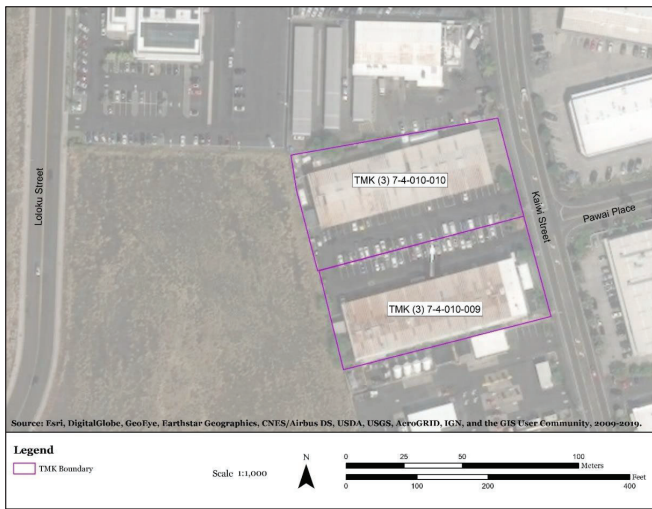 Loloku Street
TMK (3) 7-4-010-010
Kaiwi Street
Pawai Place
TMK (3) 7-4-010-009
Source: Esri, DigitalGlobe, GeoEye, Earthstar Geographics, CNES/Airbus DS, USDA, USGS, AeroGRID, IGN, and the GIS User Community, 2009-2019.
Legend
TMK Boundary
Scale 1:1,000
N
0 25 50 100
Meters
Feet
0 100 200 400